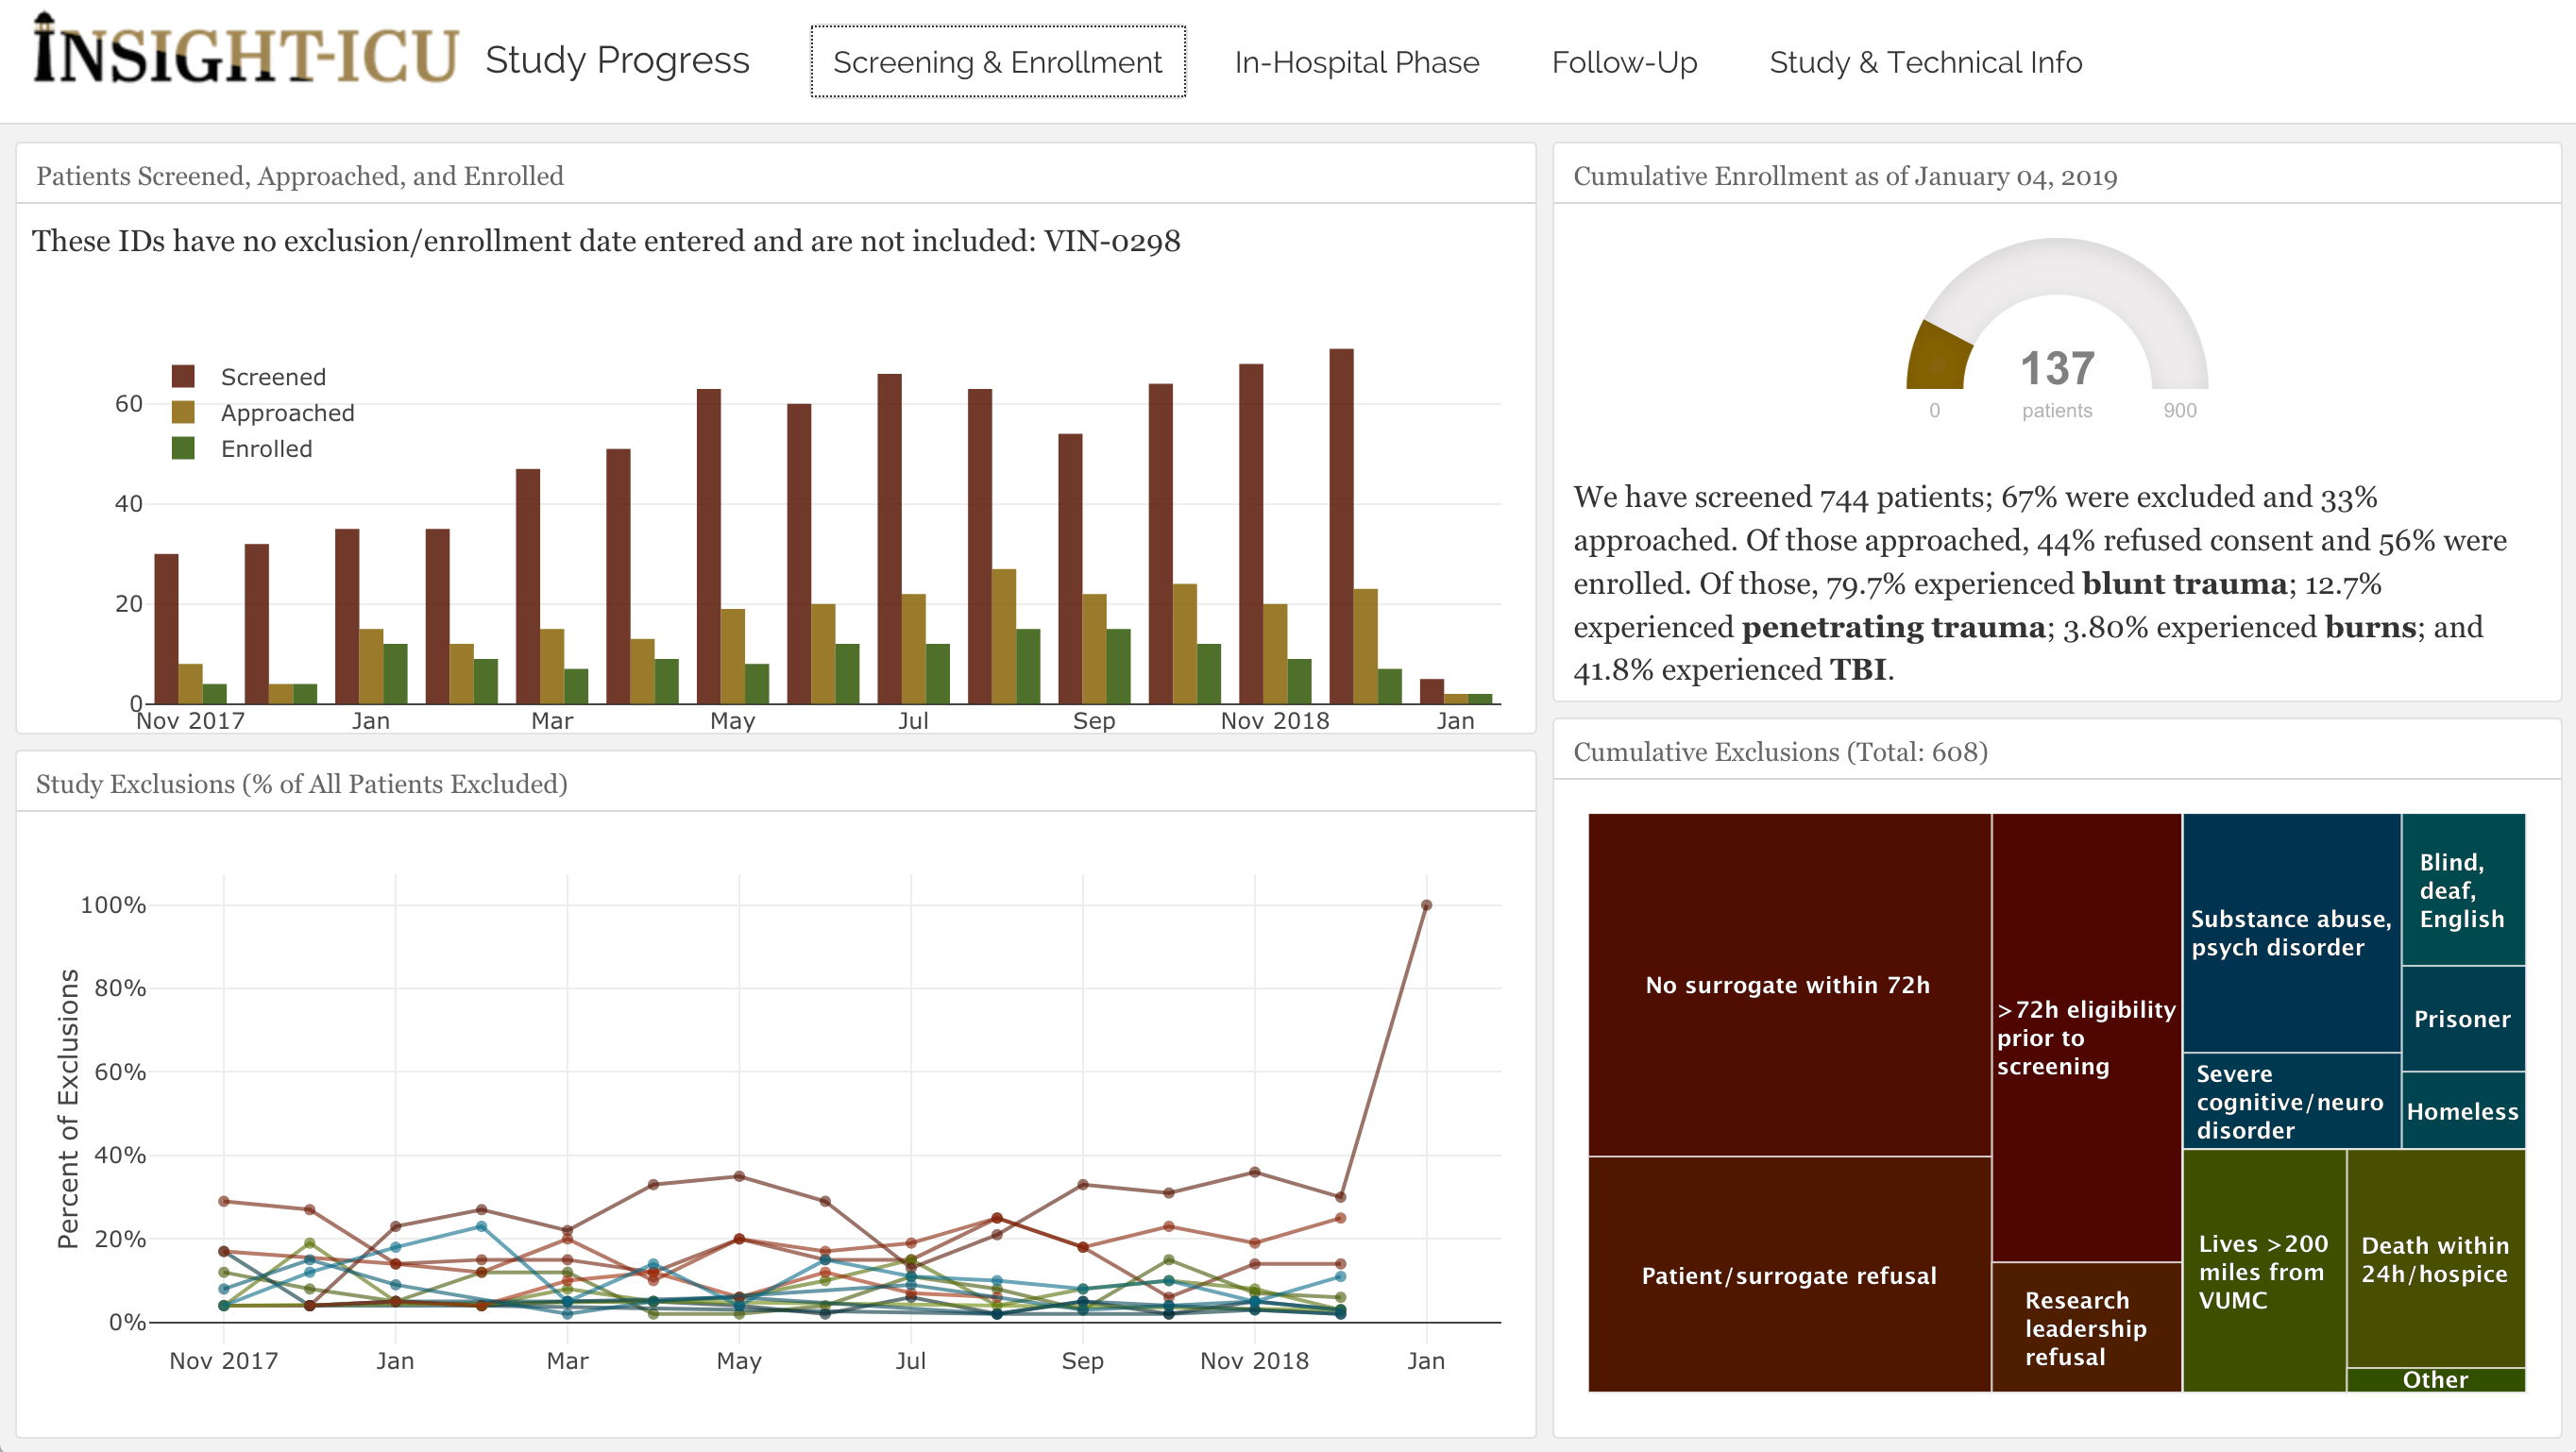 INSIGHT-ICU Study Progress Screening & Enrollment In-Hospital Phase Follow-Up Study & Technical Info
Patients Screened, Approached, and Enrolled
These IDs have no exclusion/enrollment date entered and are not included: VIN-0298
Screened
Approached
Enrolled
60
40
20
0
Nov 2017 Jan Mar May Jul Sep Nov 2018 Jan
Cumulative Enrollment as of January 04, 2019
137
0 patients 900
We have screened 744 patients; 67% were excluded and 33%
approached. Of those approached, 44% refused consent and 56% were
enrolled. Of those, 79.7% experienced blunt trauma; 12.7%
experienced penetrating trauma; 3.80% experienced burns; and
41.8% experienced TBI.
Study Exclusions (% of All Patients Excluded)
Percent of Exclusions
100%
80%
60%
40%
20%
0%
Nov 2017 Jan Mar May Jul Sep Nov 2018 Jan
Cumulative Exclusions (Total: 608)
No surrogate within 72h
Patient/surrogate refusal
>72h eligibility
prior to
screening
Research
leadership
refusal
Substance abuse,
psych disorder
Severe
cognitive/neuro
disorder
Blind,
deaf,
English
Prisoner
Homeless
Lives >200
miles from
VUMC
Death within
24h/hospice
Other